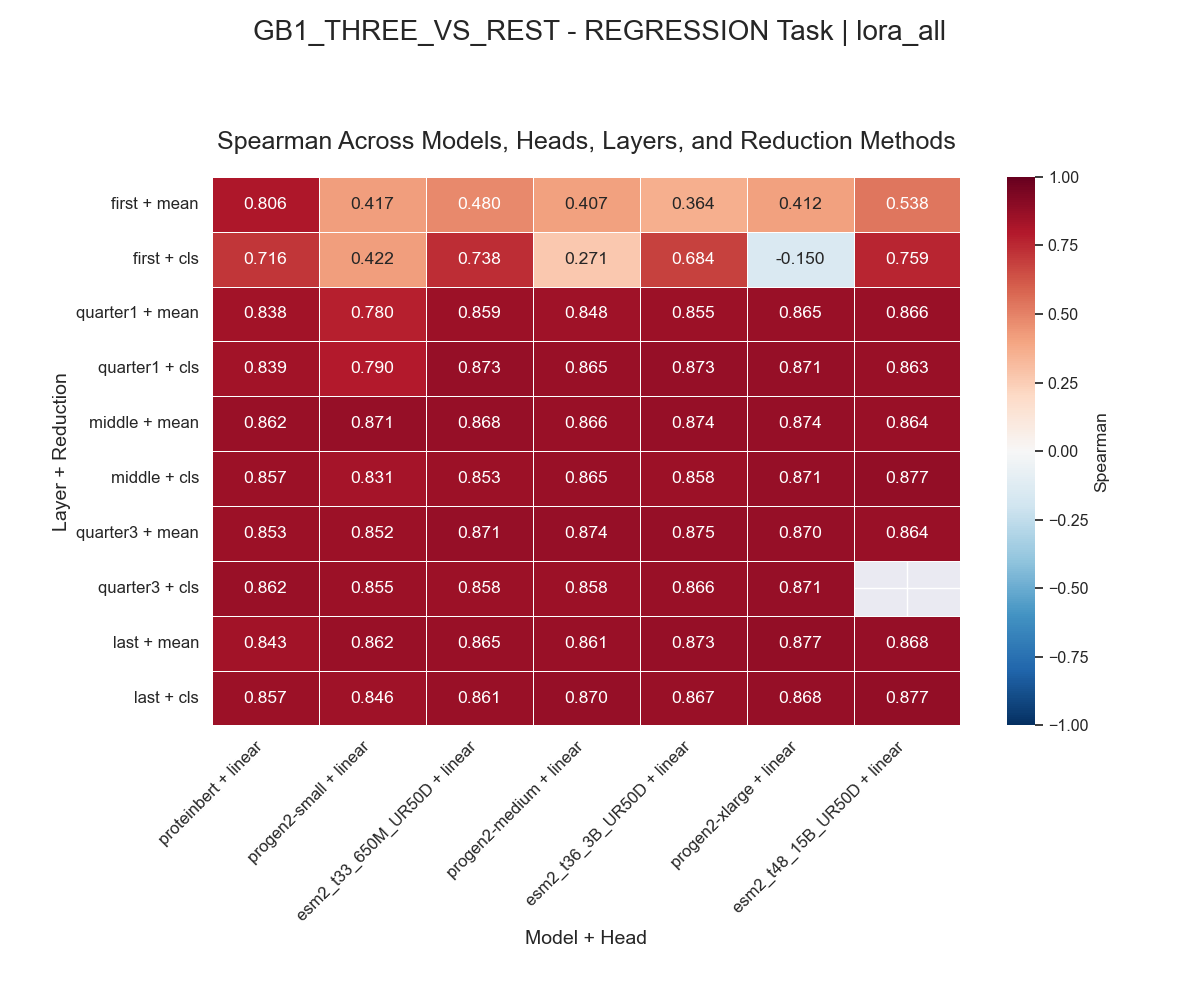 GB1_THREE_VS_REST - REGRESSION Task | lora_all
Spearman Across Models, Heads, Layers, and Reduction Methods
first + mean 0.806 0.417 0.480 0.407 0.364 0.412 0.538
first + cls 0.716 0.422 0.738 0.271 0.684 -0.150 0.759
quarter1 + mean 0.838 0.780 0.859 0.848 0.855 0.865 0.866
quarter1 + cls 0.839 0.790 0.873 0.865 0.873 0.871 0.863
middle + mean 0.862 0.871 0.868 0.866 0.874 0.874 0.864
middle + cls 0.857 0.831 0.853 0.865 0.858 0.871 0.877
quarter3 + mean 0.853 0.852 0.871 0.874 0.875 0.870 0.864
quarter3 + cls 0.862 0.855 0.858 0.858 0.866 0.871
last + mean 0.843 0.862 0.865 0.861 0.873 0.877 0.868
last + cls 0.857 0.846 0.861 0.870 0.867 0.868 0.877
Layer + Reduction
proteinbert + linear
progen2-small + linear
esm2_t33_650M_UR50D + linear
progen2-medium + linear
esm2_t36_3B_UR50D + linear
progen2-xlarge + linear
esm2_t48_15B_UR50D + linear
Model + Head
1.00
0.75
0.50
0.25
0.00
−0.25
−0.50
−0.75
−1.00
Spearman